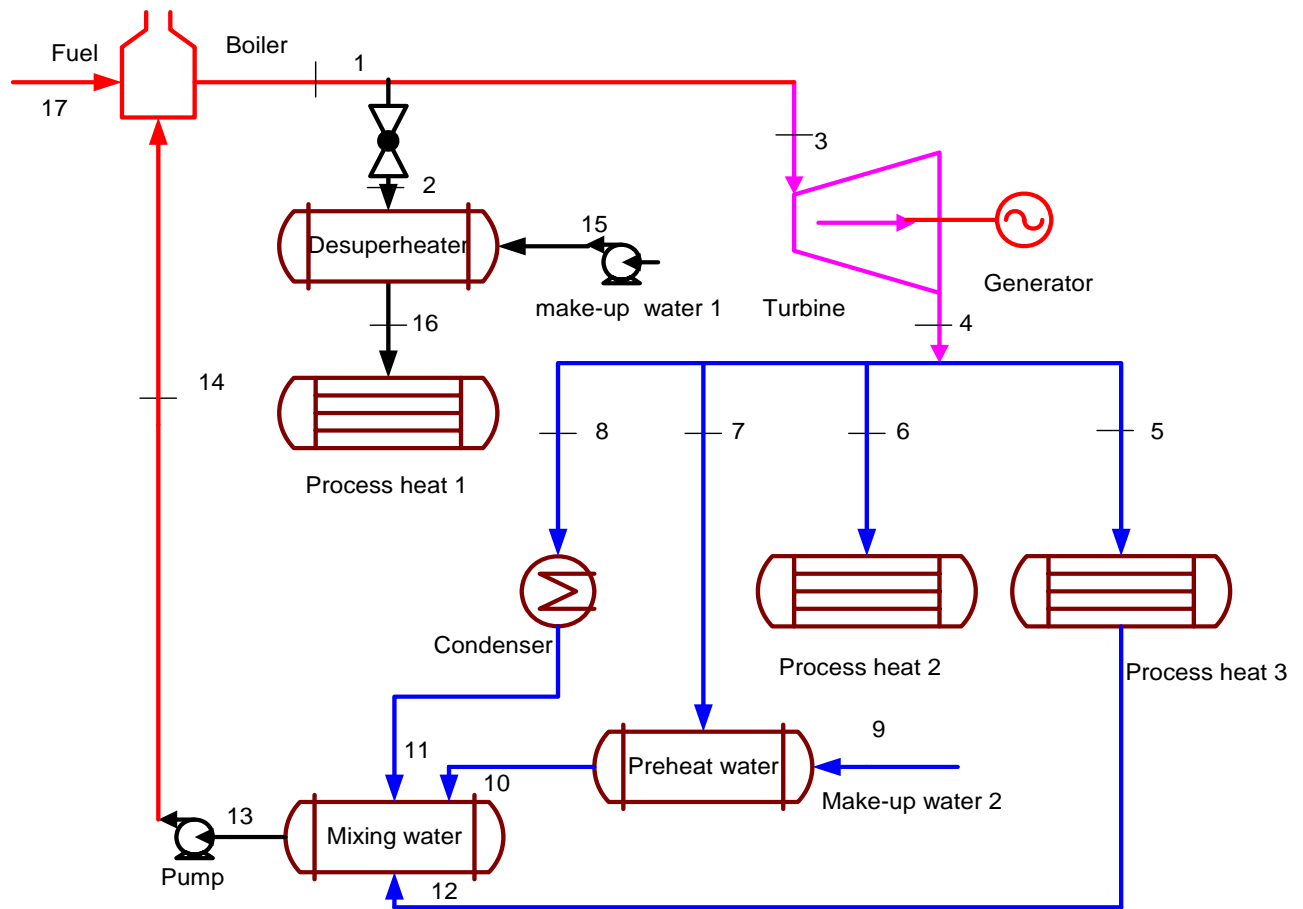 Boiler
Fuel
1
17
3
2
15
Desuperheater
Generator
make-up water 1
Turbine
4
16
14
8
7
6
5
Process heat 1
Condenser
Process heat 2
Process heat 3
9
11
Preheat water
10
Make-up water 2
13
Mixing water
Pump
12